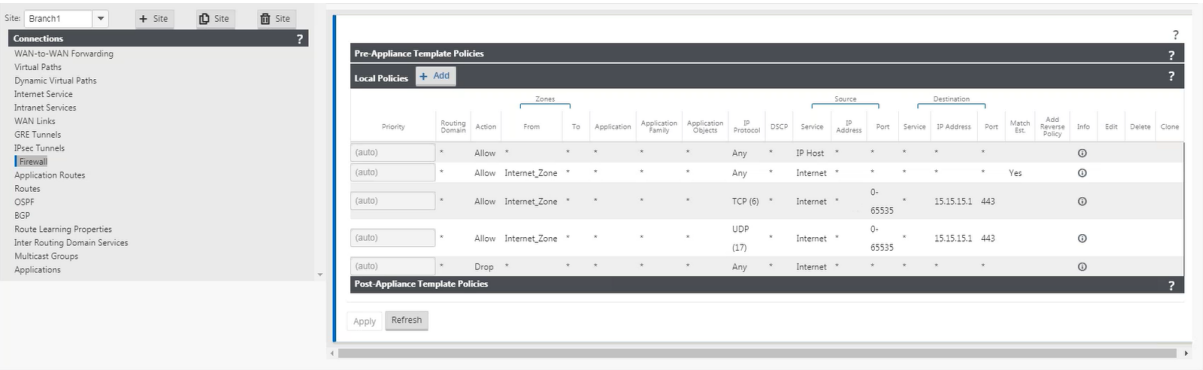 Site: Branch1 + Site Site Site
Connections ?
WAN-to-WAN Forwarding
Virtual Paths
Dynamic Virtual Paths
Internet Service
Intranet Services
WAN Links
GRE Tunnels
IPsec Tunnels
Firewall
Application Routes
Routes
OSPF
BGP
Route Learning Properties
Inter Routing Domain Services
Multicast Groups
Applications
?
Pre-Appliance Template Policies ?
Local Policies + Add ?
Zones Source Destination
Priority Routing Domain Action From To Application Application Family Application Objects IP Protocol DSCP Service IP Address Port Service IP Address Port Match Est. Add Reverse Policy Info Edit Delete Clone
(auto) * Allow * * * * * Any * IP Host * * * * *
(auto) * Allow Internet_Zone * * * * Any * Internet * * * * * Yes
(auto) * Allow Internet_Zone * * * * TCP (6) * Internet * 0-65535 * 15.15.15.1 443
(auto) * Allow Internet_Zone * * * * UDP (17) * Internet * 0-65535 * 15.15.15.1 443
(auto) * Drop * * * * * Any * Internet * * * * *
Post-Appliance Template Policies ?
Apply Refresh